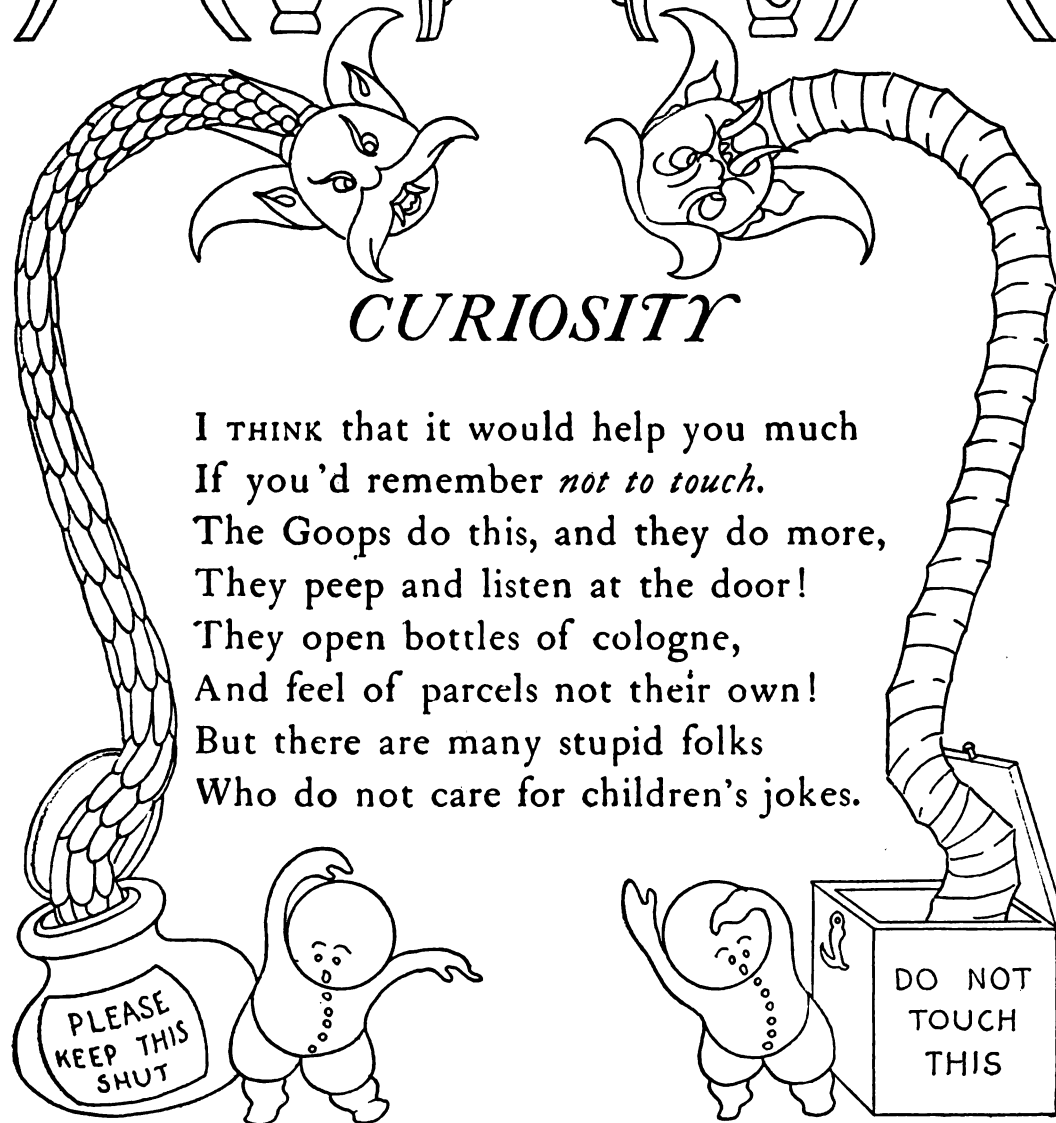 CURIOSITY
I THINK that it would help you much
If you'd remember not to touch.
The Goops do this, and they do more,
They peep and listen at the door!
They open bottles of cologne,
And feel of parcels not their own!
But there are many stupid folks
Who do not care for children's jokes.
PLEASE
KEEP THIS
SHUT
DO NOT
TOUCH
THIS